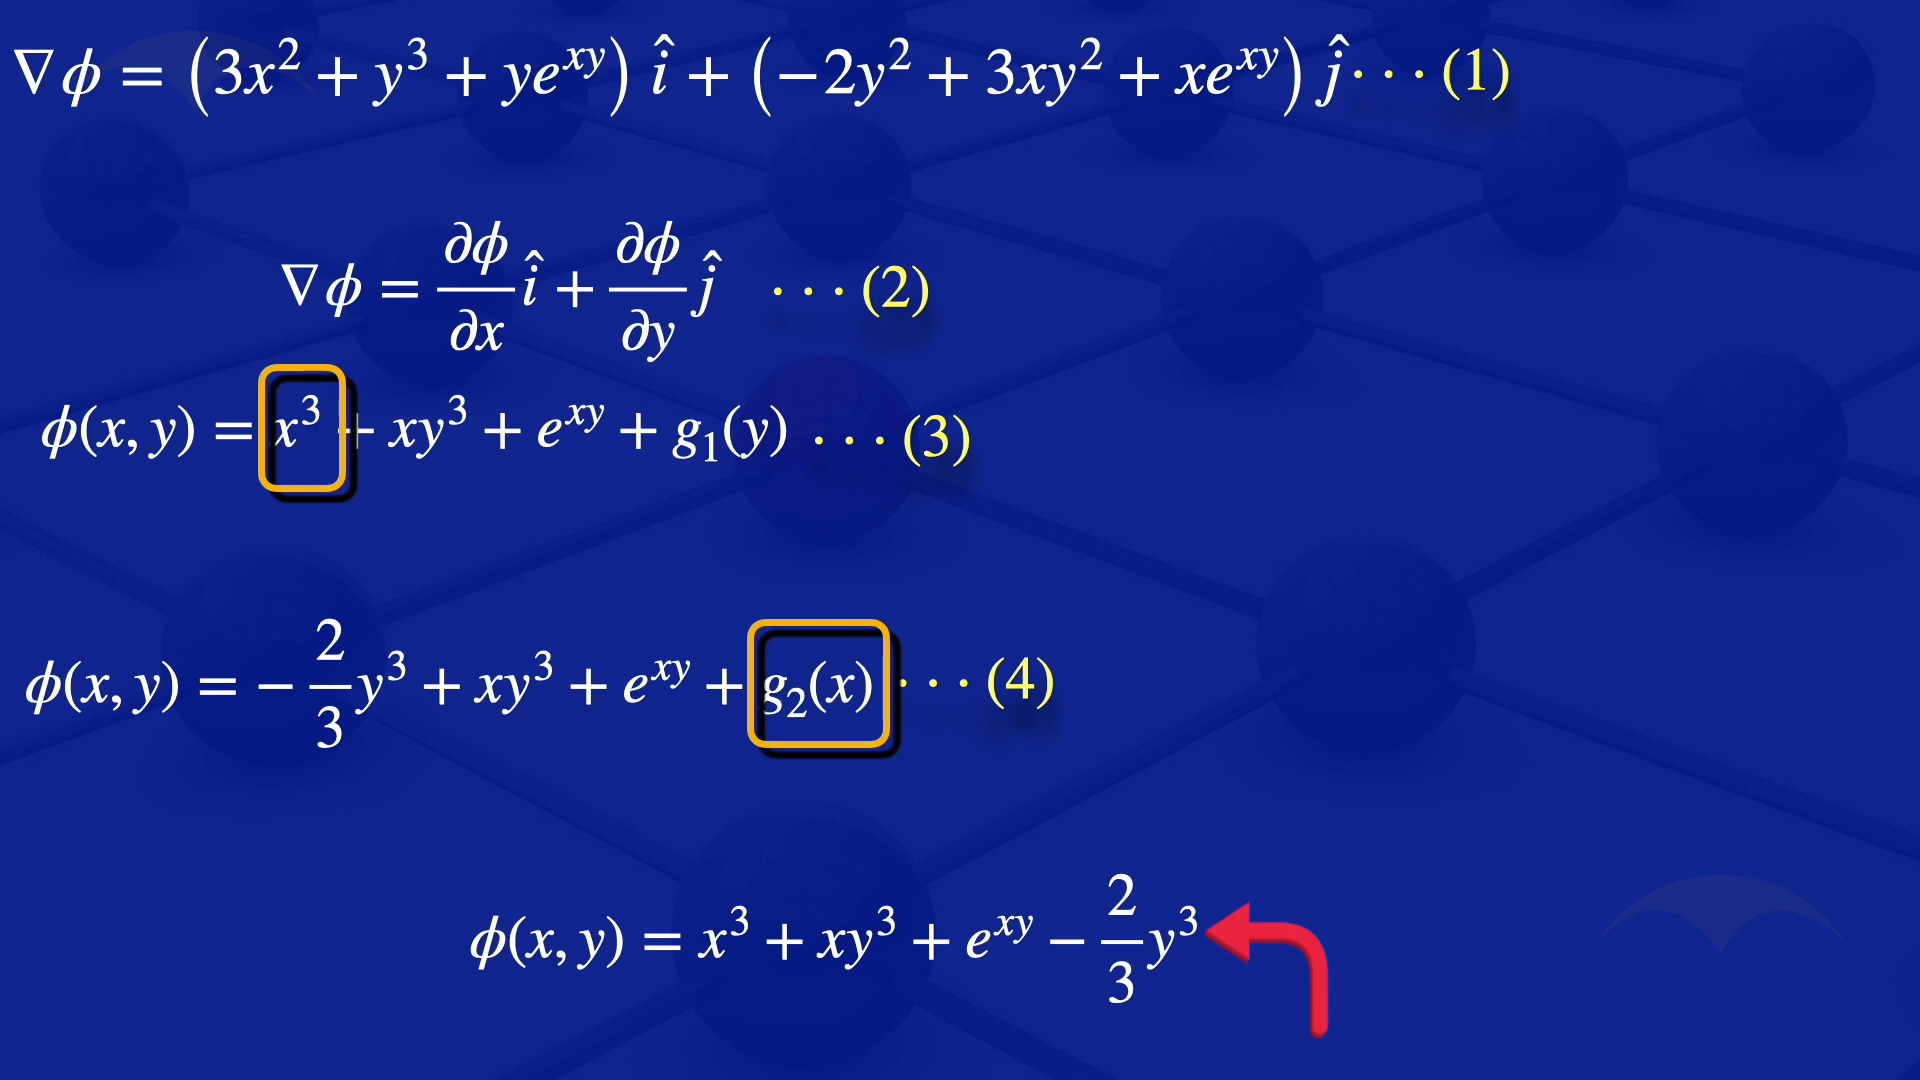 ∇ϕ = (3x² + y³ + ye^{xy}) î + (−2y² + 3xy² + xe^{xy}) ĵ · · · (1)
∇ϕ = ∂ϕ/∂x î + ∂ϕ/∂y ĵ · · · (2)
ϕ(x, y) = x³ + xy³ + e^{xy} + g₁(y) · · · (3)
ϕ(x, y) = − 2/3 y³ + xy³ + e^{xy} + g₂(x) · · · (4)
ϕ(x, y) = x³ + xy³ + e^{xy} − 2/3 y³